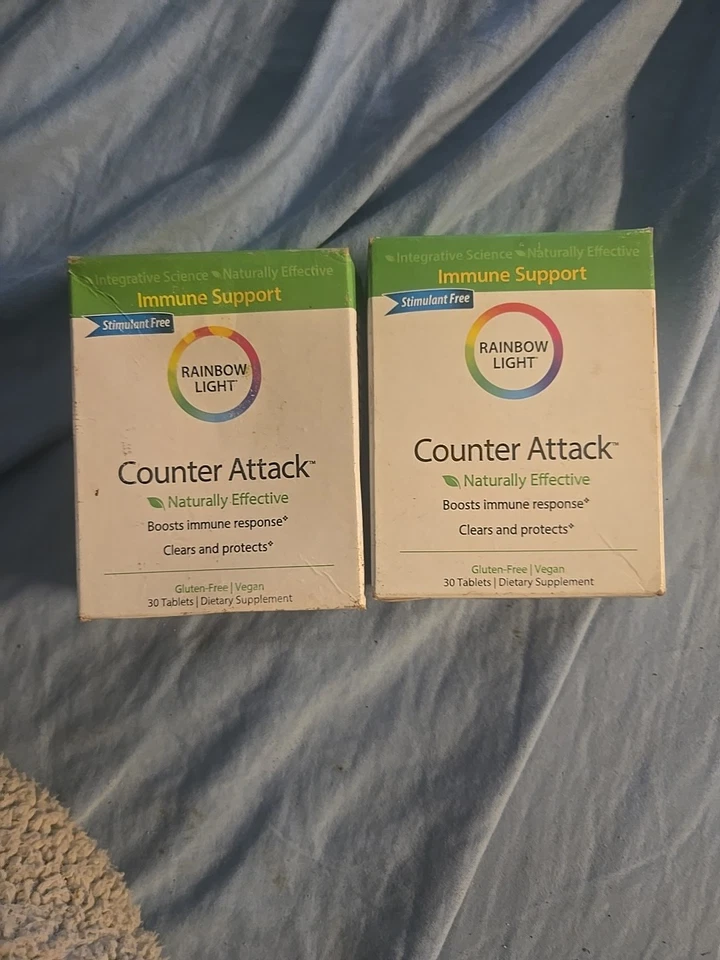 Integrative Science Naturally Effective
Immune Support
Stimulant Free
RAINBOW
LIGHT
Counter Attack™
Naturally Effective
Boosts immune response❖
Clears and protects❖
Gluten-Free | Vegan
30 Tablets | Dietary Supplement
Integrative Science Naturally Effective
Immune Support
Stimulant Free
RAINBOW
LIGHT
Counter Attack™
Naturally Effective
Boosts immune response❖
Clears and protects❖
Gluten-Free | Vegan
30 Tablets | Dietary Supplement